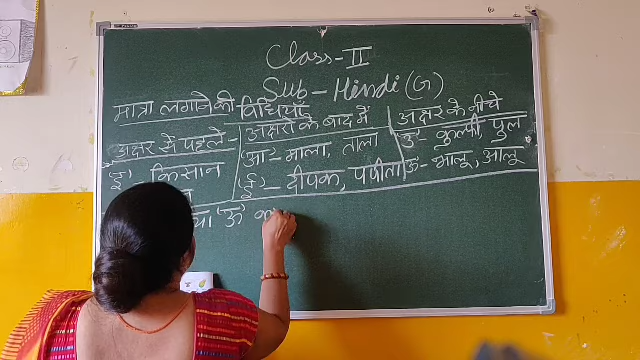 Class-II
Sub-Hindi (G)
मात्रा लगाने की विधियाँ
अक्षर से पहले-
'इ' किसान
अक्षरों के बाद में
'आ'- माला, ताला
'ई'- दीपक, पपीता
अक्षर के नीचे
'उ'- कुल्फी, पुल
'ऊ'- भालू, आलू
या 'ऊ' क